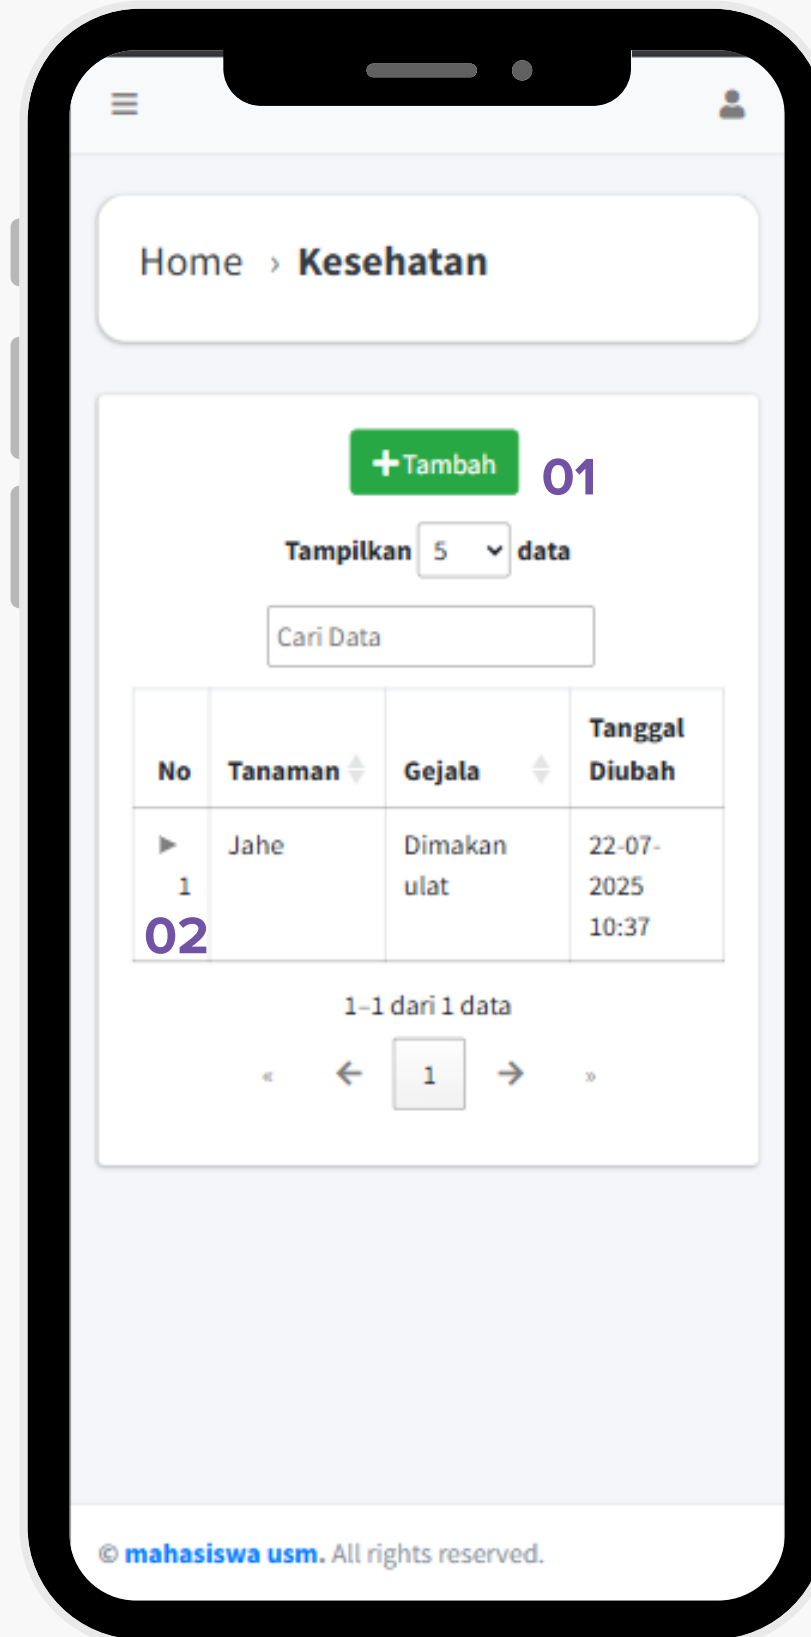 Home › Kesehatan
+Tambah 01
Tampilkan 5 data
Cari Data
No Tanaman Gejala Tanggal Diubah
1 Jahe Dimakan ulat 22-07-2025 10:37
02
1–1 dari 1 data
« ← 1 → »
© mahasiswa usm. All rights reserved.